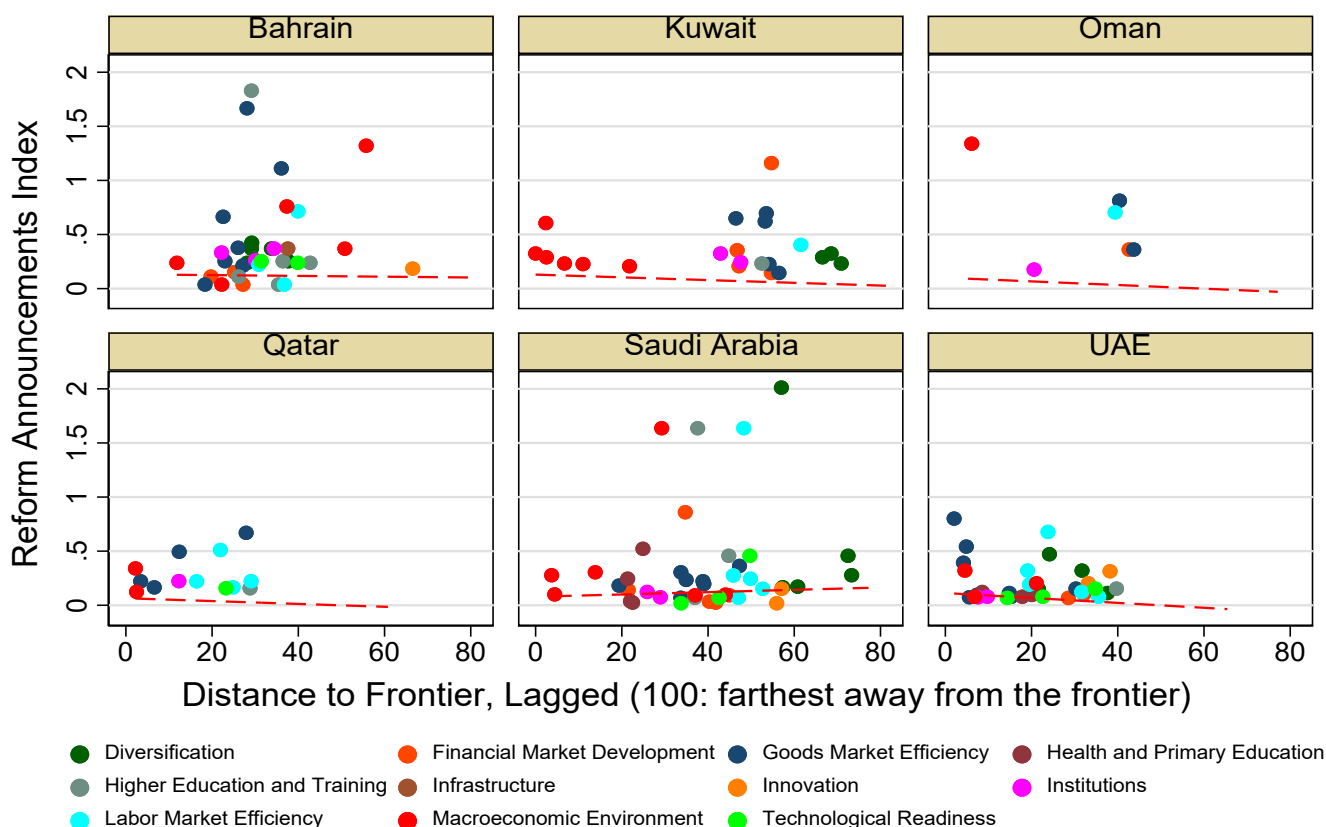 Bahrain Kuwait Oman
Reform Announcements Index
2
1.5
1
.5
0
Qatar Saudi Arabia UAE
2
1.5
1
.5
0
0 20 40 60 80 0 20 40 60 80 0 20 40 60 80
Distance to Frontier, Lagged (100: farthest away from the frontier)
Diversification Financial Market Development Goods Market Efficiency Health and Primary Education
Higher Education and Training Infrastructure Innovation Institutions
Labor Market Efficiency Macroeconomic Environment Technological Readiness